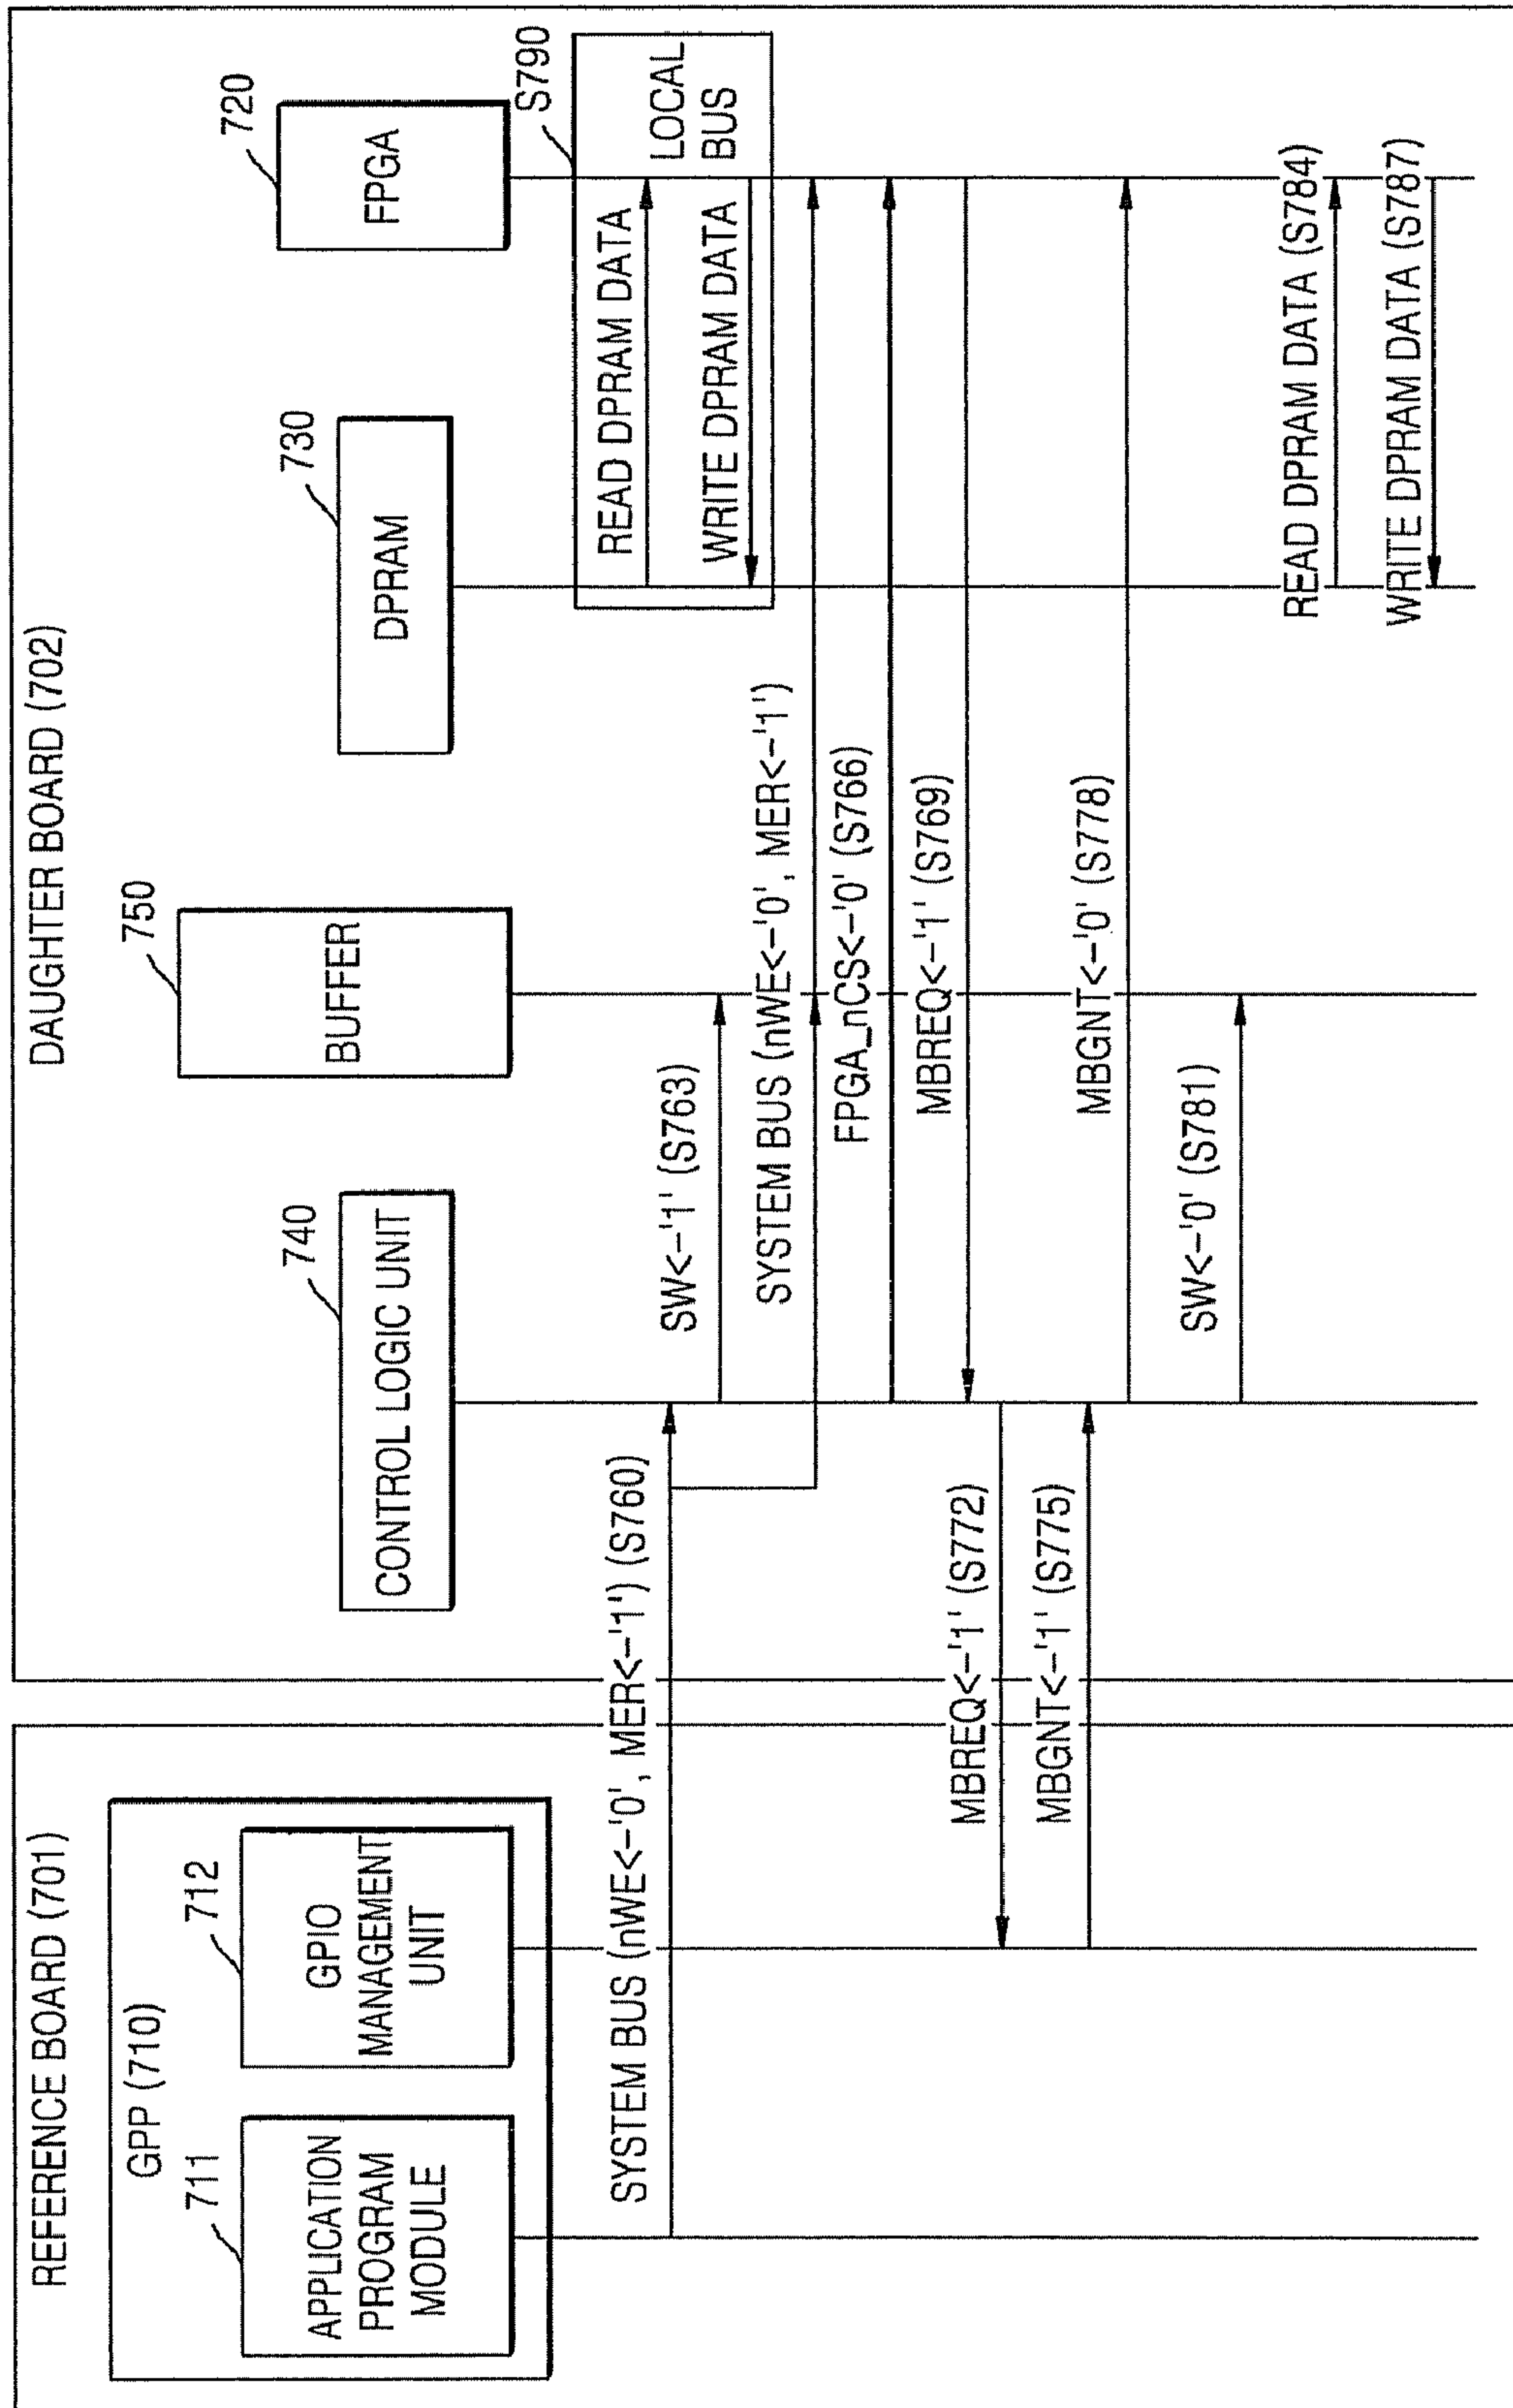 REFERENCE BOARD (701)
DAUGHTER BOARD (702)
GPP (710)
711
APPLICATION
PROGRAM
MODULE
712
GPIO
MANAGEMENT
UNIT
740
CONTROL LOGIC UNIT
750
BUFFER
730
DPRAM
720
FPGA
S790
LOCAL
BUS
READ DPRAM DATA
WRITE DPRAM DATA
SYSTEM BUS (nWE<-'0', MER<-'1') (S760)
SW<-'1' (S763)
SYSTEM BUS (nWE<-'0', MER<-'1')
FPGA_nCS<-'0' (S766)
MBREQ<-'1' (S769)
MBREQ<-'1' (S772)
MBGNT<-'1' (S775)
MBGNT<-'0' (S778)
SW<-'0' (S781)
READ DPRAM DATA (S784)
WRITE DPRAM DATA (S787)